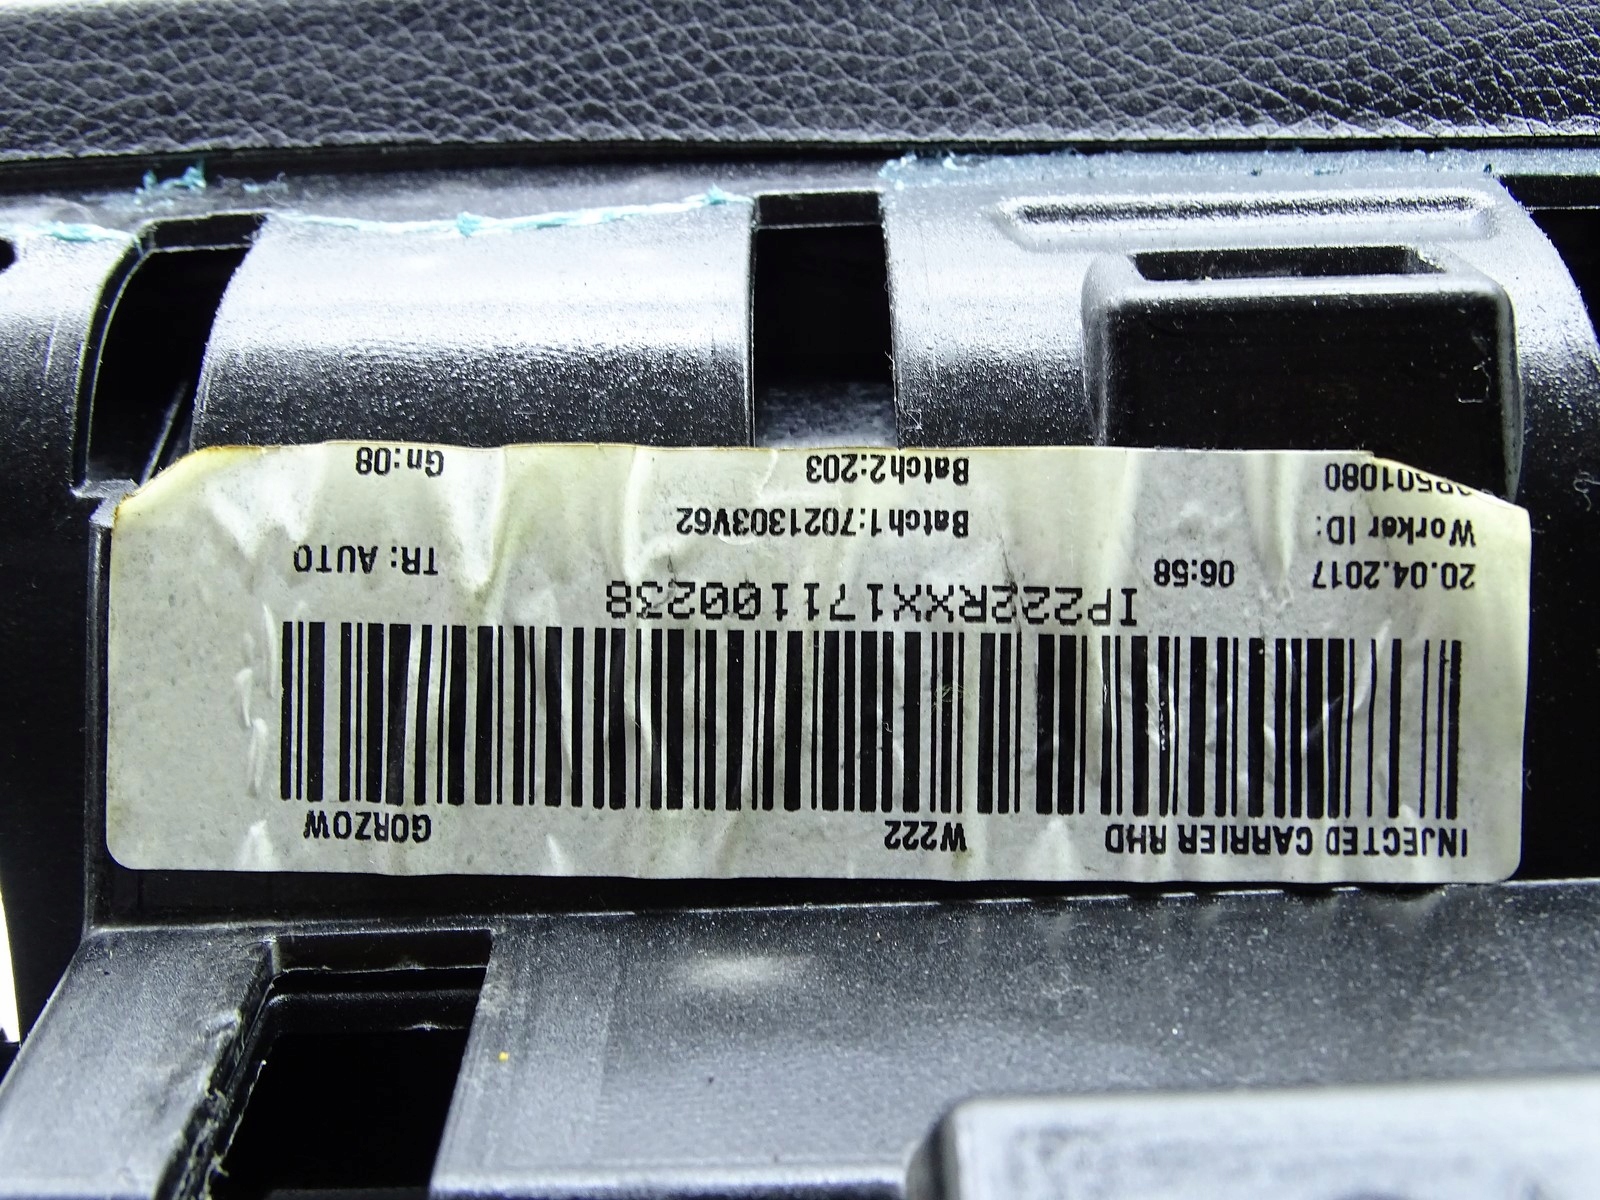 INJECTED CARRIER RHD W222 GORZOW
IP222RXX171100238
20.04.2017 06:58 TR: AUTO
Worker ID: Batch1:7021303V62
Batch2:203 Gn:08